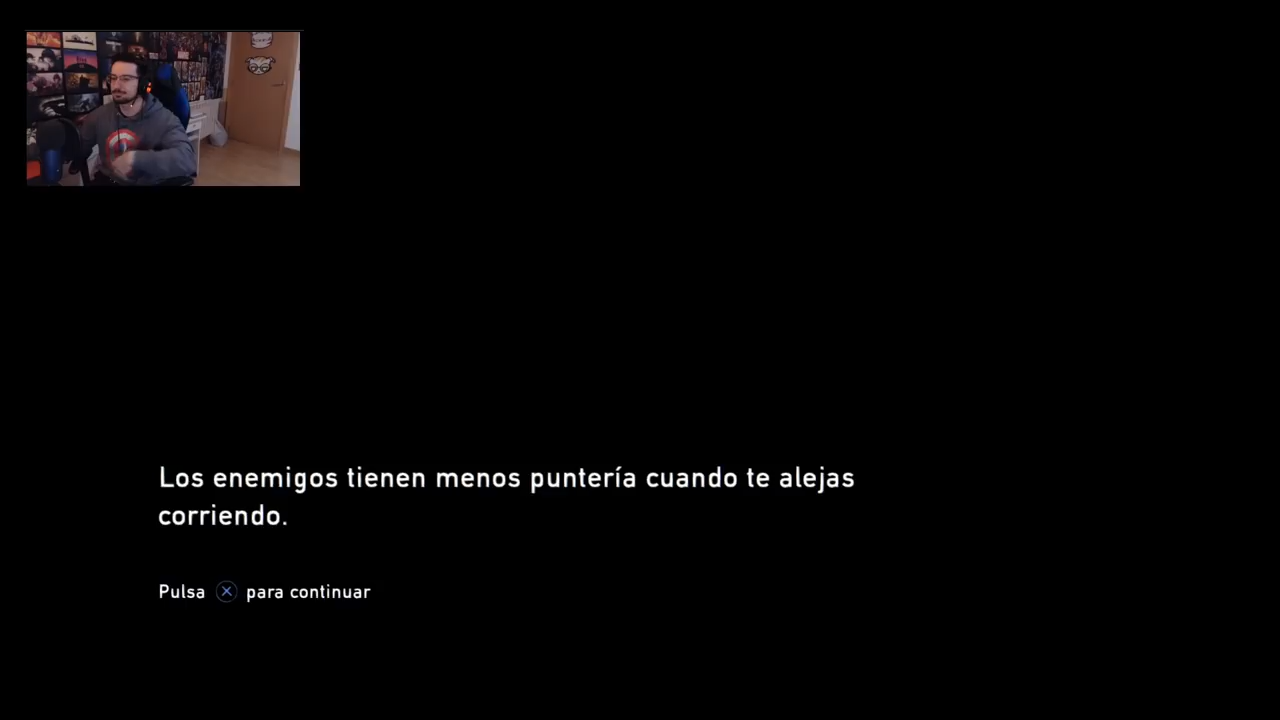 Los enemigos tienen menos puntería cuando te alejas
corriendo.
Pulsa para continuar